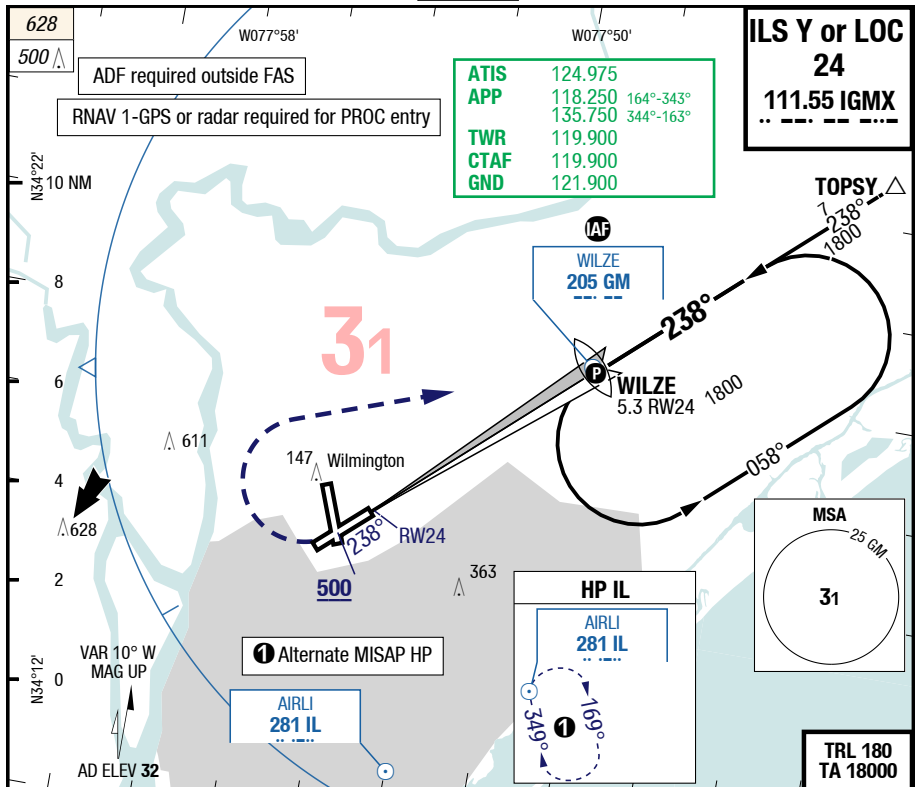 628
500
W077°58'
W077°50'
ILS Y or LOC
24
111.55 IGMX
ADF required outside FAS
RNAV 1-GPS or radar required for PROC entry
ATIS 124.975
APP 118.250 164°-343°
135.750 344°-163°
TWR 119.900
CTAF 119.900
GND 121.900
N34°22'
10 NM
TOPSY
7
238°
1800
IAF
WILZE
205 GM
8
31
238°
6
P
WILZE
5.3 RW24
1800
611
058°
147
Wilmington
4
628
238°
RW24
MSA
25 GM
31
363
2
500
HP IL
AIRLI
281 IL
349°
169°
1
VAR 10° W
MAG UP
1 Alternate MISAP HP
N34°12'
0
AIRLI
281 IL
AD ELEV 32
TRL 180
TA 18000